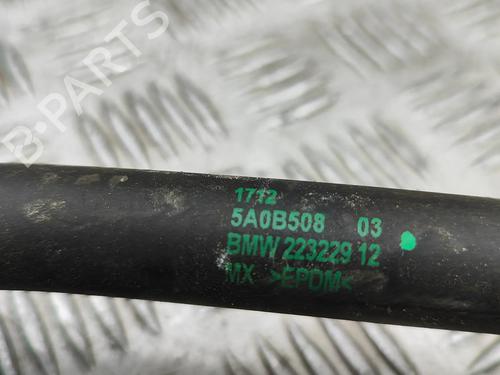 B-PARTS
1712
5A0B508 03
BMW 223229 12
MX >EPDM<